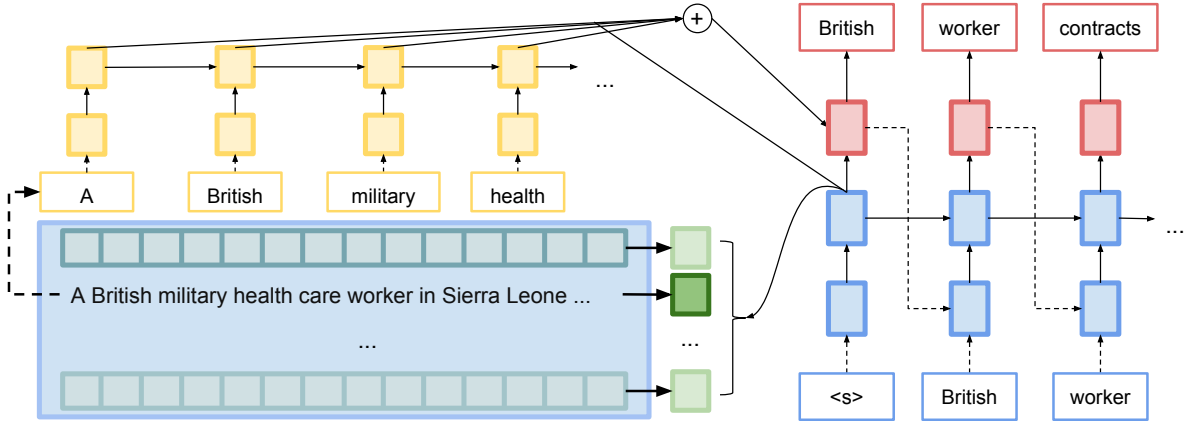 +
British worker contracts
...
A British military health
A British military health care worker in Sierra Leone ...
...
...
...
<s> British worker